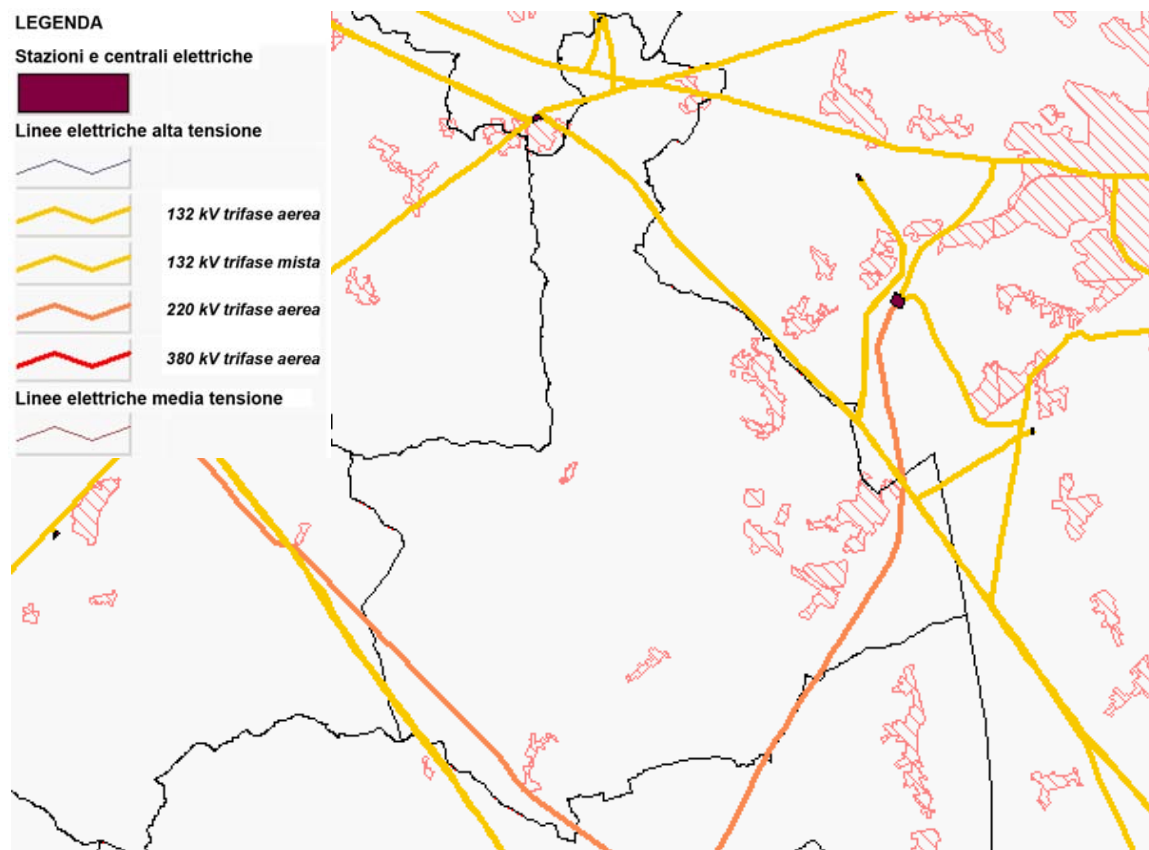 LEGENDA
Stazioni e centrali elettriche
Linee elettriche alta tensione
132 kV trifase aerea
132 kV trifase mista
220 kV trifase aerea
380 kV trifase aerea
Linee elettriche media tensione